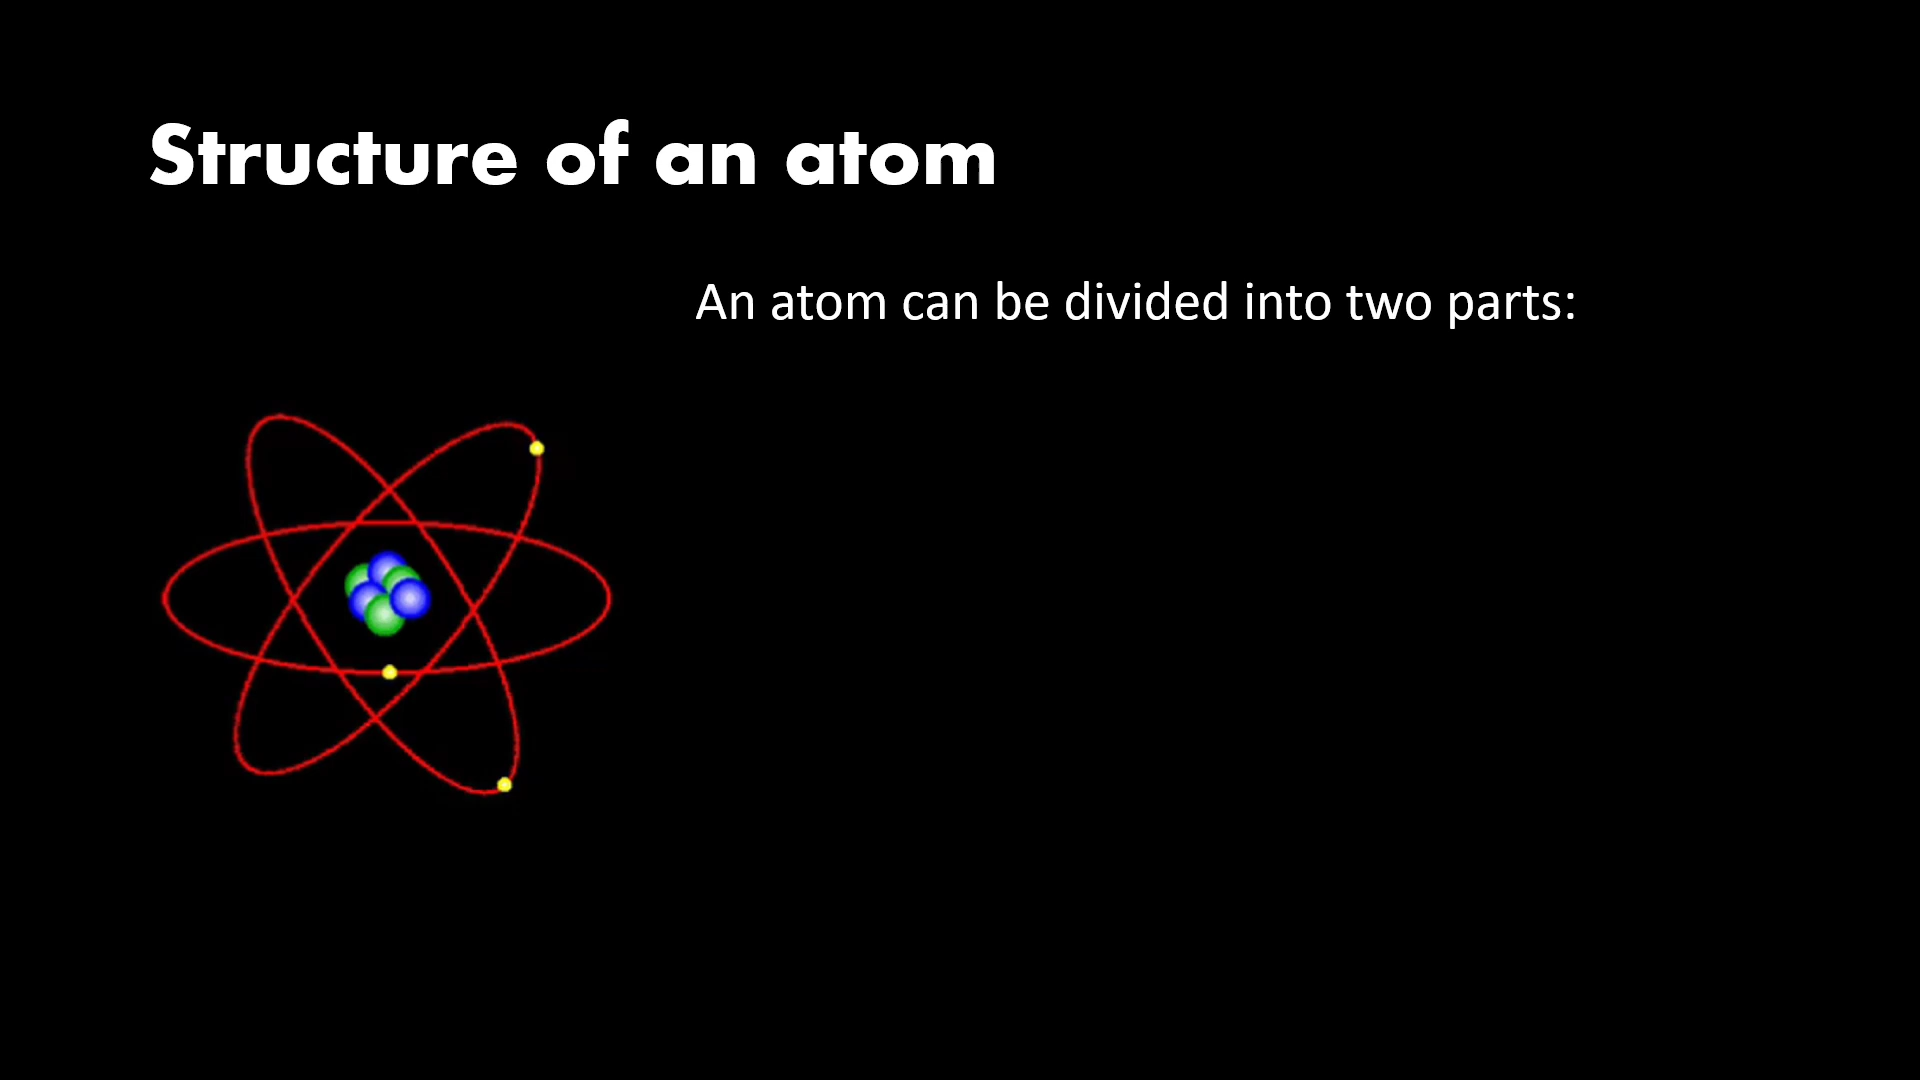 Structure of an atom
An atom can be divided into two parts: